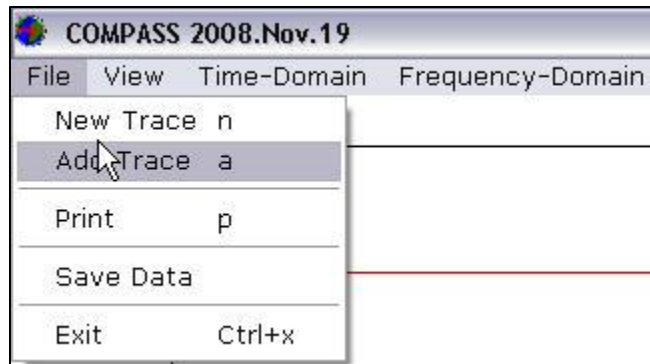 COMPASS 2008.Nov.19
File View Time-Domain Frequency-Domain
New Trace n
Add Trace a
Print p
Save Data
Exit Ctrl+x